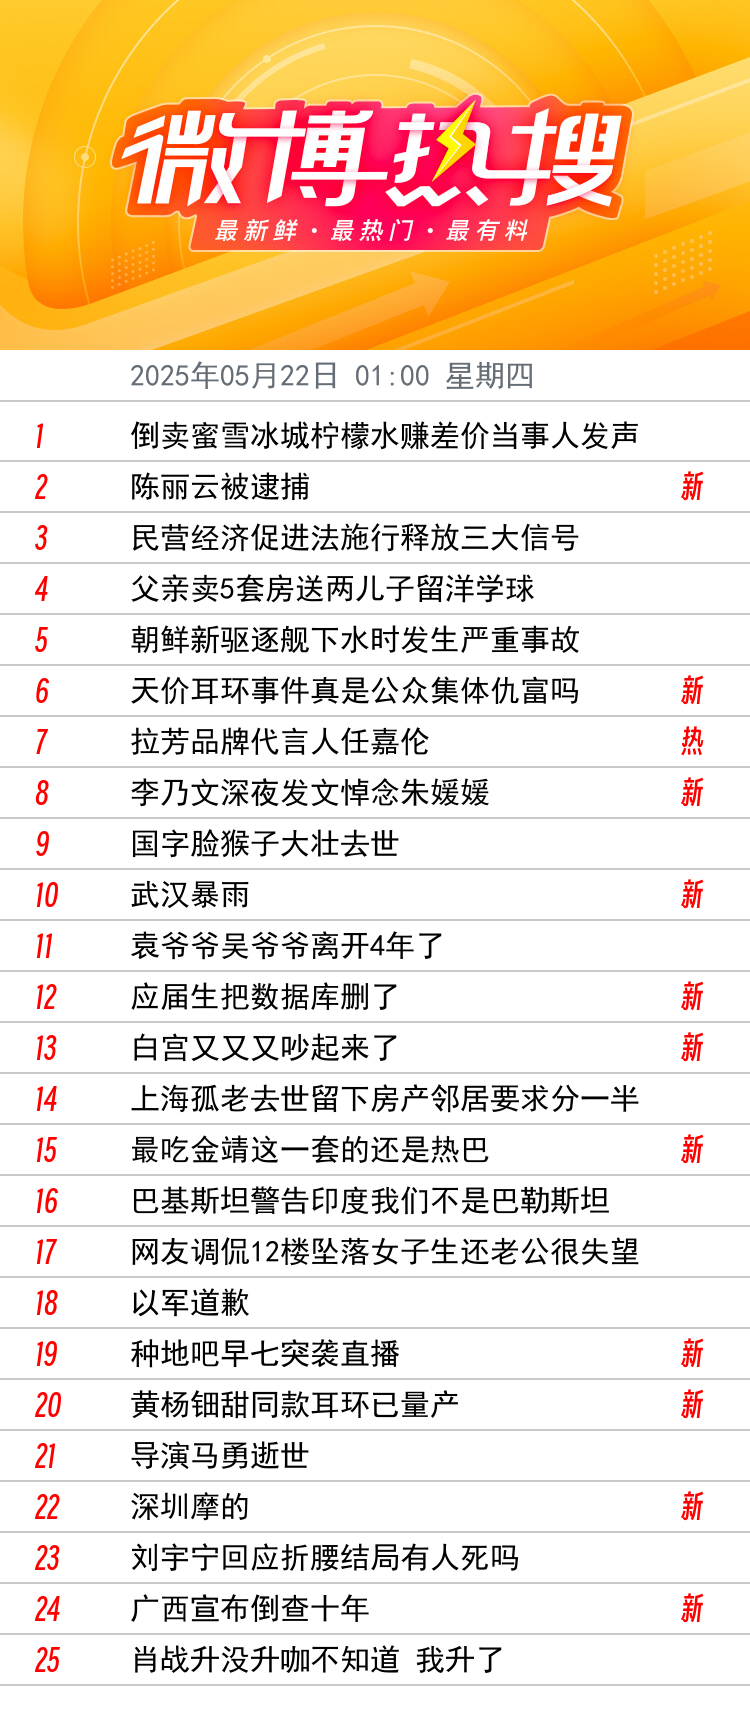 微博热搜
最新鲜·最热门·最有料
2025年05月22日 01:00 星期四
1 倒卖蜜雪冰城柠檬水赚差价当事人发声
2 陈丽云被逮捕 新
3 民营经济促进法施行释放三大信号
4 父亲卖5套房送两儿子留洋学球
5 朝鲜新驱逐舰下水时发生严重事故
6 天价耳环事件真是公众集体仇富吗 新
7 拉芳品牌代言人任嘉伦 热
8 李乃文深夜发文悼念朱媛媛 新
9 国字脸猴子大壮去世
10 武汉暴雨 新
11 袁爷爷吴爷爷离开4年了
12 应届生把数据库删了 新
13 白宫又又又吵起来了 新
14 上海孤老去世留下房产邻居要求分一半
15 最吃金靖这一套的还是热巴 新
16 巴基斯坦警告印度我们不是巴勒斯坦
17 网友调侃12楼坠落女子生还老公很失望
18 以军道歉
19 种地吧早七突袭直播 新
20 黄杨钿甜同款耳环已量产 新
21 导演马勇逝世
22 深圳摩的 新
23 刘宇宁回应折腰结局有人死吗
24 广西宣布倒查十年 新
25 肖战升没升咖不知道 我升了